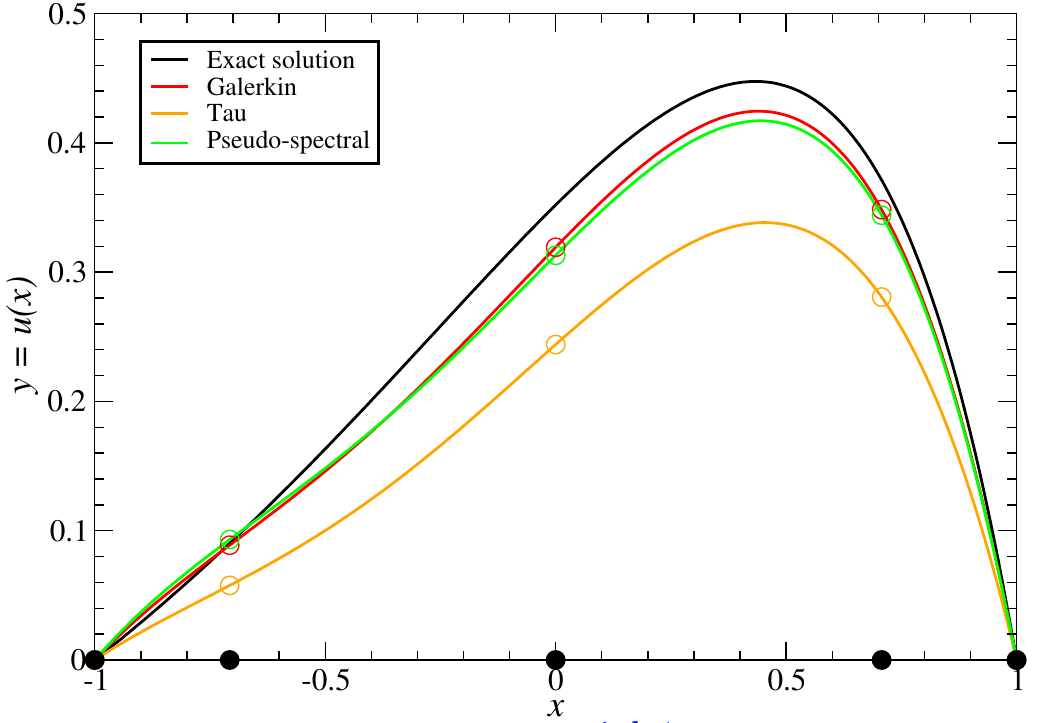 0.5
Exact solution
Galerkin
Tau
Pseudo-spectral
0.4
0.3
y = u(x)
0.2
0.1
0
-1
-0.5
0
0.5
1
x